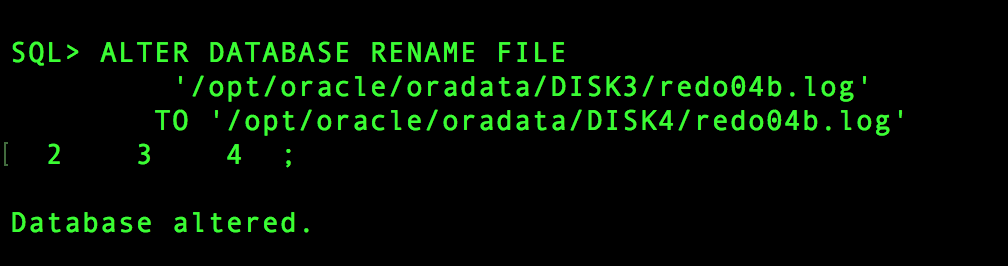 SQL> ALTER DATABASE RENAME FILE
'/opt/oracle/oradata/DISK3/redo04b.log'
TO '/opt/oracle/oradata/DISK4/redo04b.log'
[ 2 3 4 ;
Database altered.